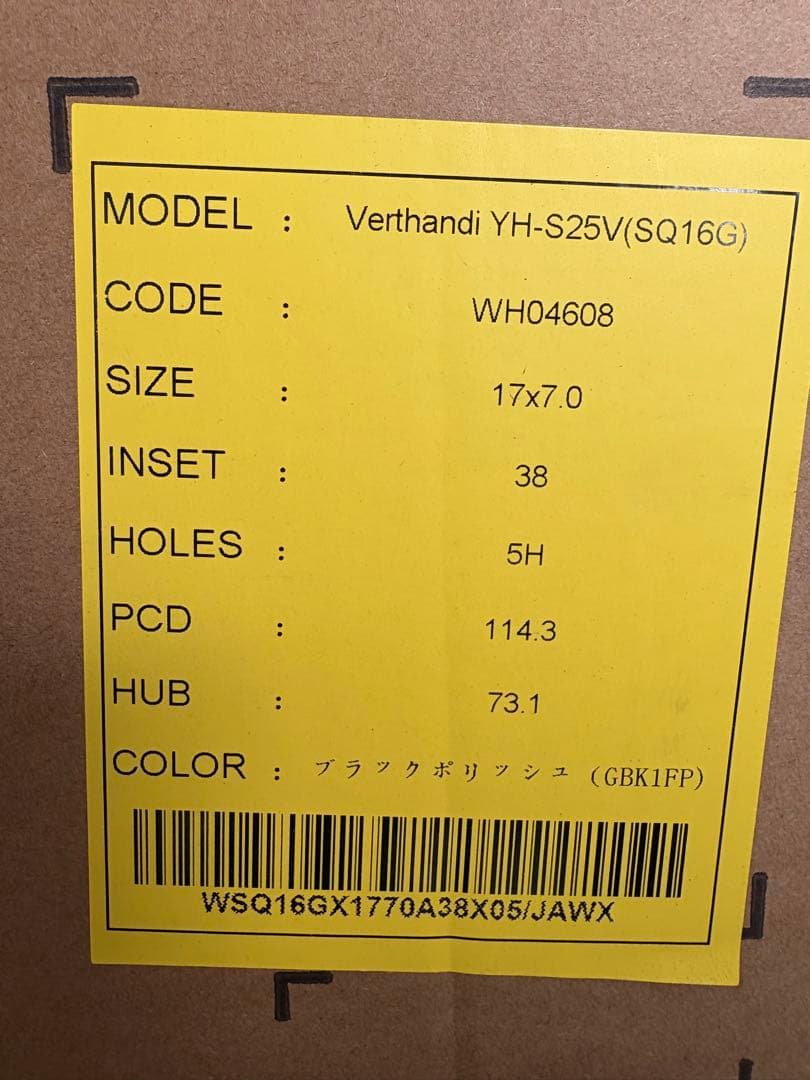 MODEL : Verthandi YH-S25V(SQ16G)
CODE : WH04608
SIZE : 17x7.0
INSET : 38
HOLES : 5H
PCD : 114.3
HUB : 73.1
COLOR : ブラックポリッシュ (GBK1FP)
WSQ16GX1770A38X05/JAWX